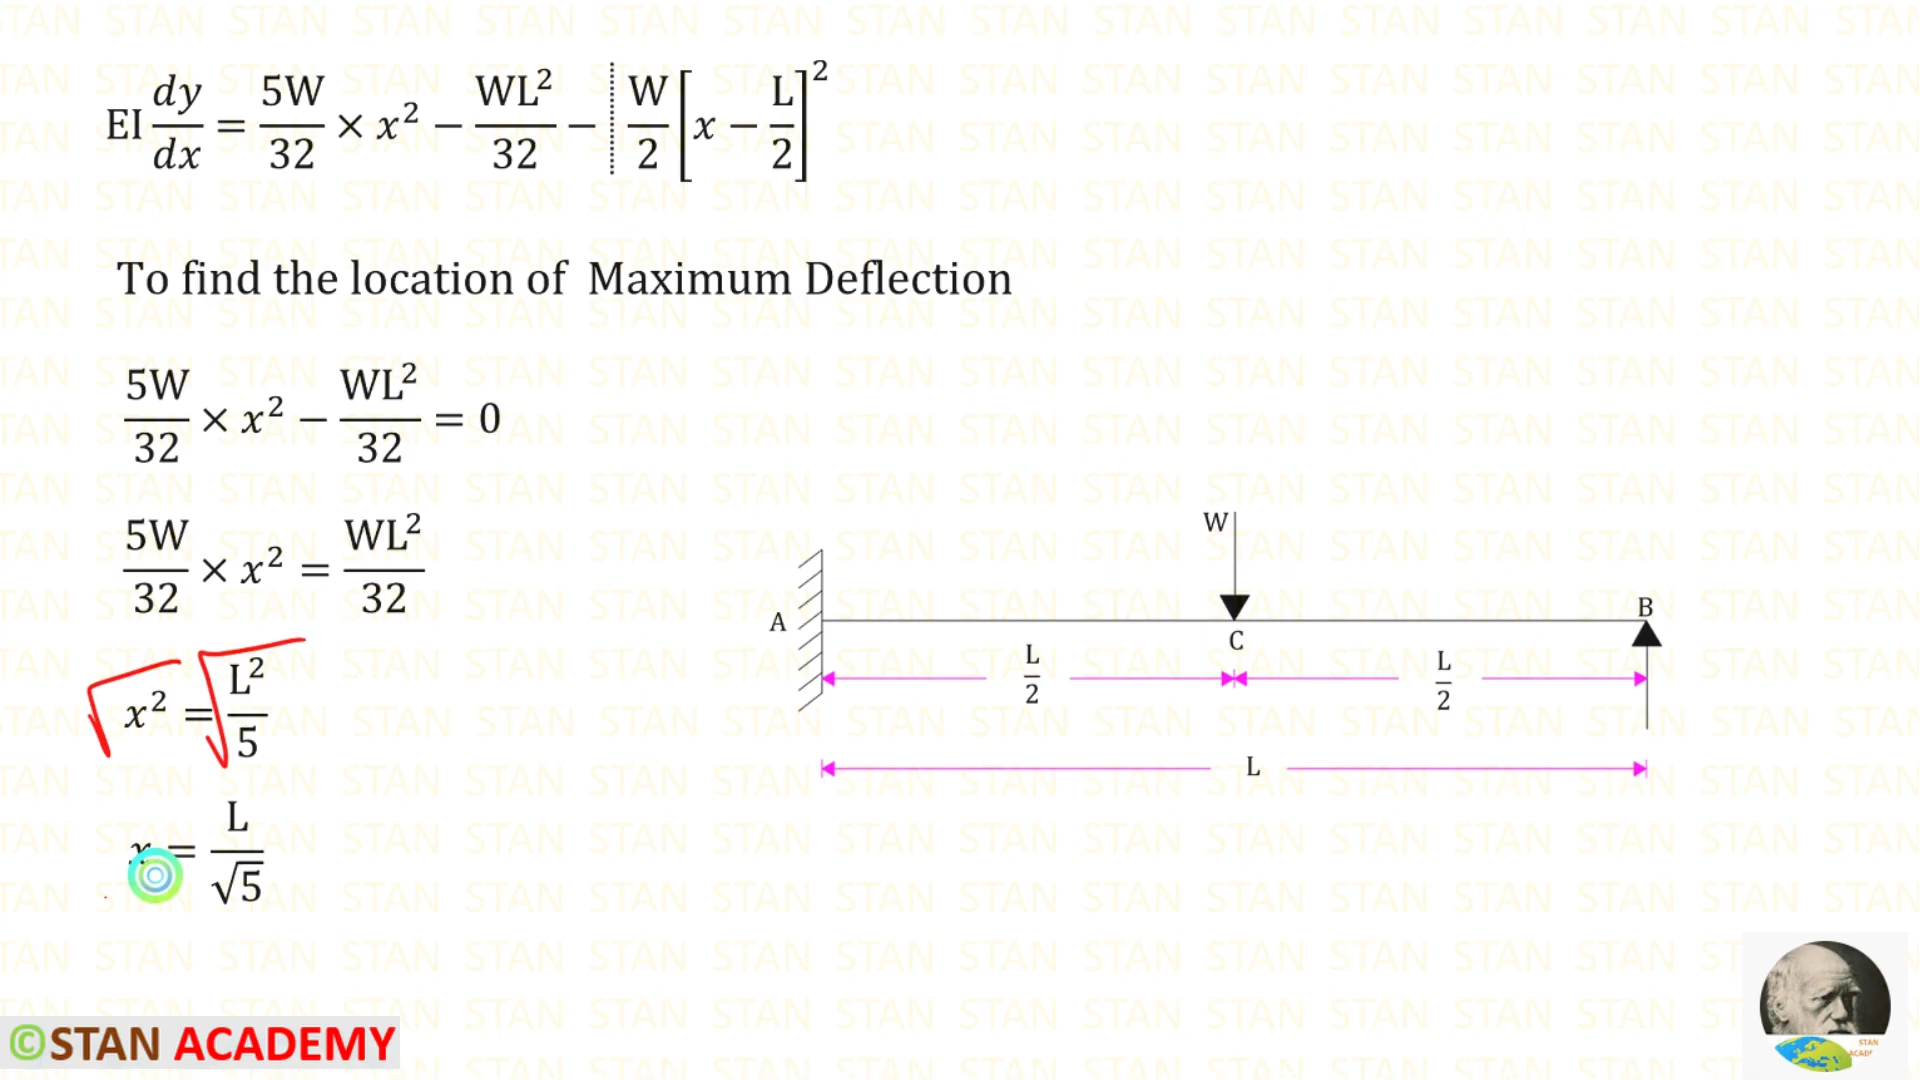 EI dy/dx = 5W/32 × x² − WL²/32 − W/2 [x − L/2]²
To find the location of Maximum Deflection
5W/32 × x² − WL²/32 = 0
5W/32 × x² = WL²/32
x² = L²/5
x = L/√5
W
A
B
C
L/2
L/2
L
©STAN ACADEMY
STAN